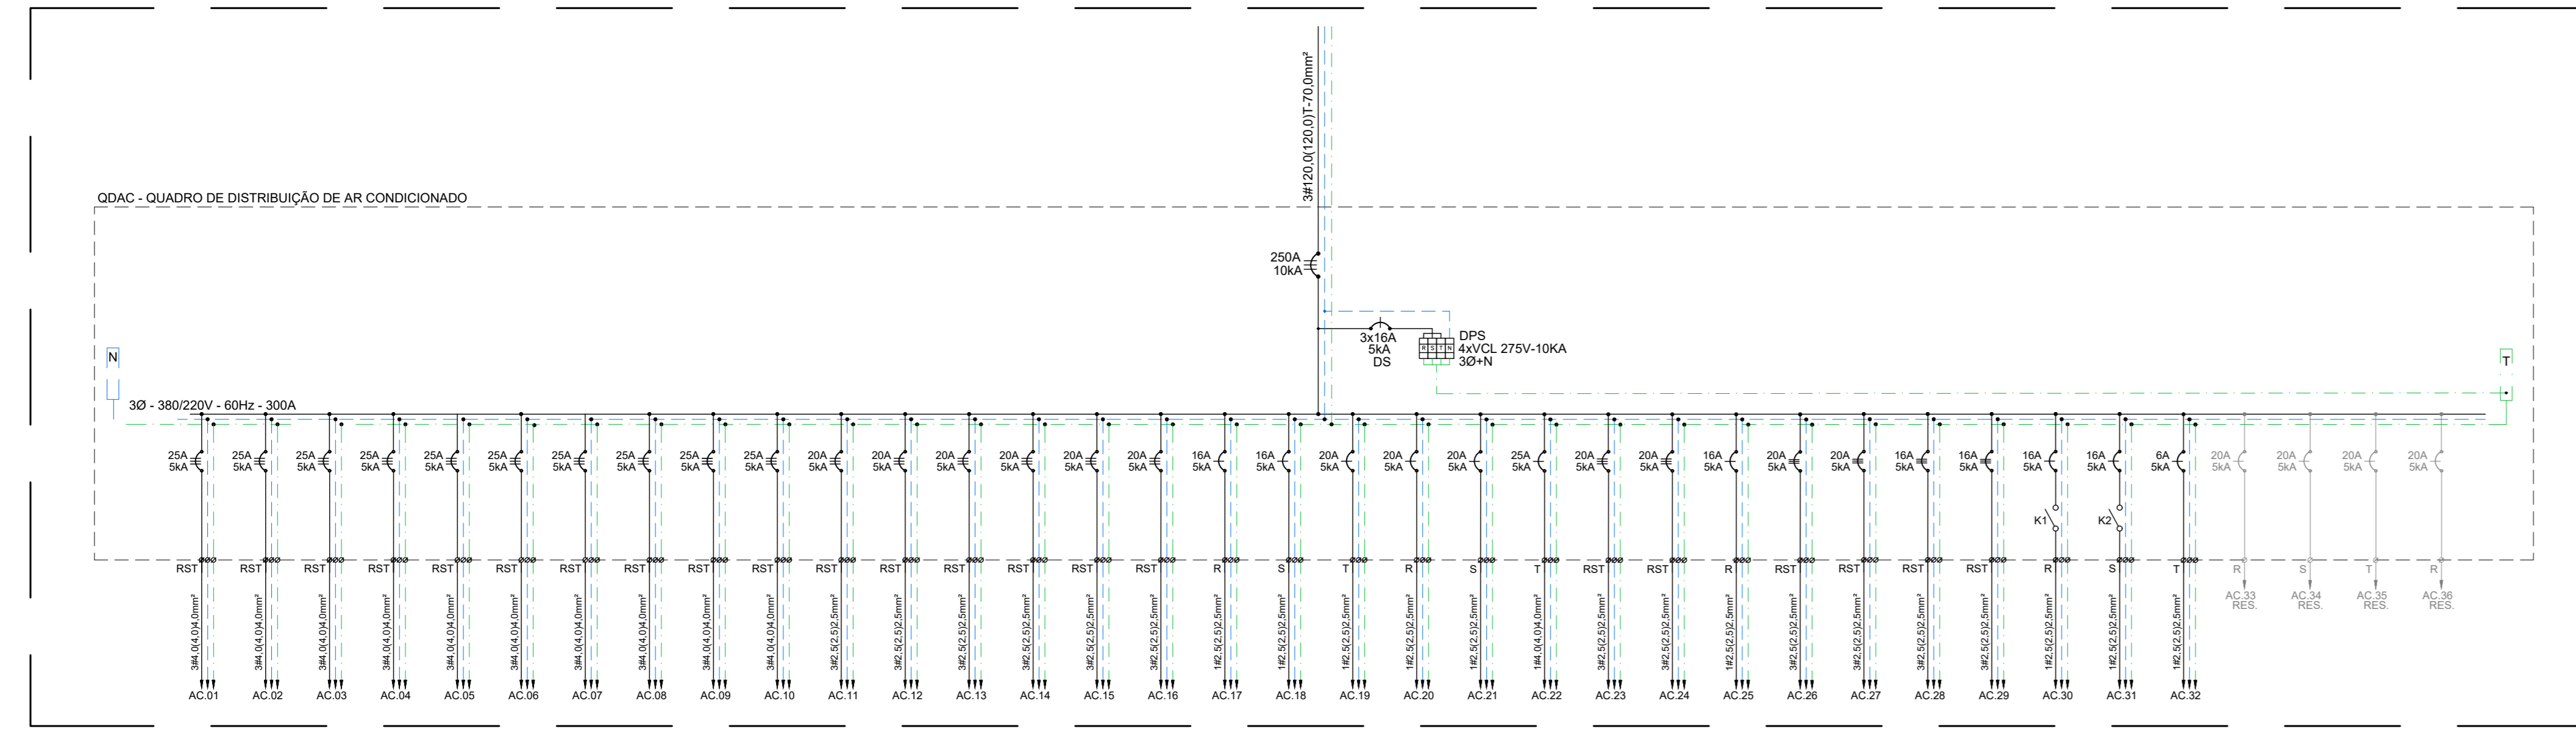 3#120,0(120,0)T-70,0mm²
QDAC - QUADRO DE DISTRIBUIÇÃO DE AR CONDICIONADO
250A
10kA
3x16A
5kA
DS
R S T N
DPS
4xVCL 275V-10KA
3Ø+N
N
T
3Ø - 380/220V - 60Hz - 300A
25A 25A 25A 25A 25A 25A 25A 25A 25A 25A 20A 20A 20A 20A 20A 20A 16A 16A 20A 20A 20A 25A 20A 20A 16A 20A 20A 16A 16A 16A 16A 6A 20A 20A 20A 20A
5kA 5kA 5kA 5kA 5kA 5kA 5kA 5kA 5kA 5kA 5kA 5kA 5kA 5kA 5kA 5kA 5kA 5kA 5kA 5kA 5kA 5kA 5kA 5kA 5kA 5kA 5kA 5kA 5kA 5kA 5kA 5kA 5kA 5kA 5kA 5kA
K1 K2
RST RST RST RST RST RST RST RST RST RST RST RST RST RST RST RST R S T R S T RST RST R RST RST RST RST R S T R S T R
3#4,0(4,0)4,0mm² 3#4,0(4,0)4,0mm² 3#4,0(4,0)4,0mm² 3#4,0(4,0)4,0mm² 3#4,0(4,0)4,0mm² 3#4,0(4,0)4,0mm² 3#4,0(4,0)4,0mm² 3#4,0(4,0)4,0mm² 3#4,0(4,0)4,0mm² 3#4,0(4,0)4,0mm² 3#2,5(2,5)2,5mm² 3#2,5(2,5)2,5mm² 3#2,5(2,5)2,5mm² 3#2,5(2,5)2,5mm² 3#2,5(2,5)2,5mm² 3#2,5(2,5)2,5mm² 1#2,5(2,5)2,5mm² 1#2,5(2,5)2,5mm² 1#2,5(2,5)2,5mm² 1#2,5(2,5)2,5mm² 1#2,5(2,5)2,5mm² 1#4,0(4,0)4,0mm² 3#2,5(2,5)2,5mm² 3#2,5(2,5)2,5mm² 1#2,5(2,5)2,5mm² 3#2,5(2,5)2,5mm² 3#2,5(2,5)2,5mm² 3#2,5(2,5)2,5mm² 3#2,5(2,5)2,5mm² 1#2,5(2,5)2,5mm² 1#2,5(2,5)2,5mm² 1#2,5(2,5)2,5mm²
AC.33 AC.34 AC.35 AC.36
RES. RES. RES. RES.
AC.01 AC.02 AC.03 AC.04 AC.05 AC.06 AC.07 AC.08 AC.09 AC.10 AC.11 AC.12 AC.13 AC.14 AC.15 AC.16 AC.17 AC.18 AC.19 AC.20 AC.21 AC.22 AC.23 AC.24 AC.25 AC.26 AC.27 AC.28 AC.29 AC.30 AC.31 AC.32